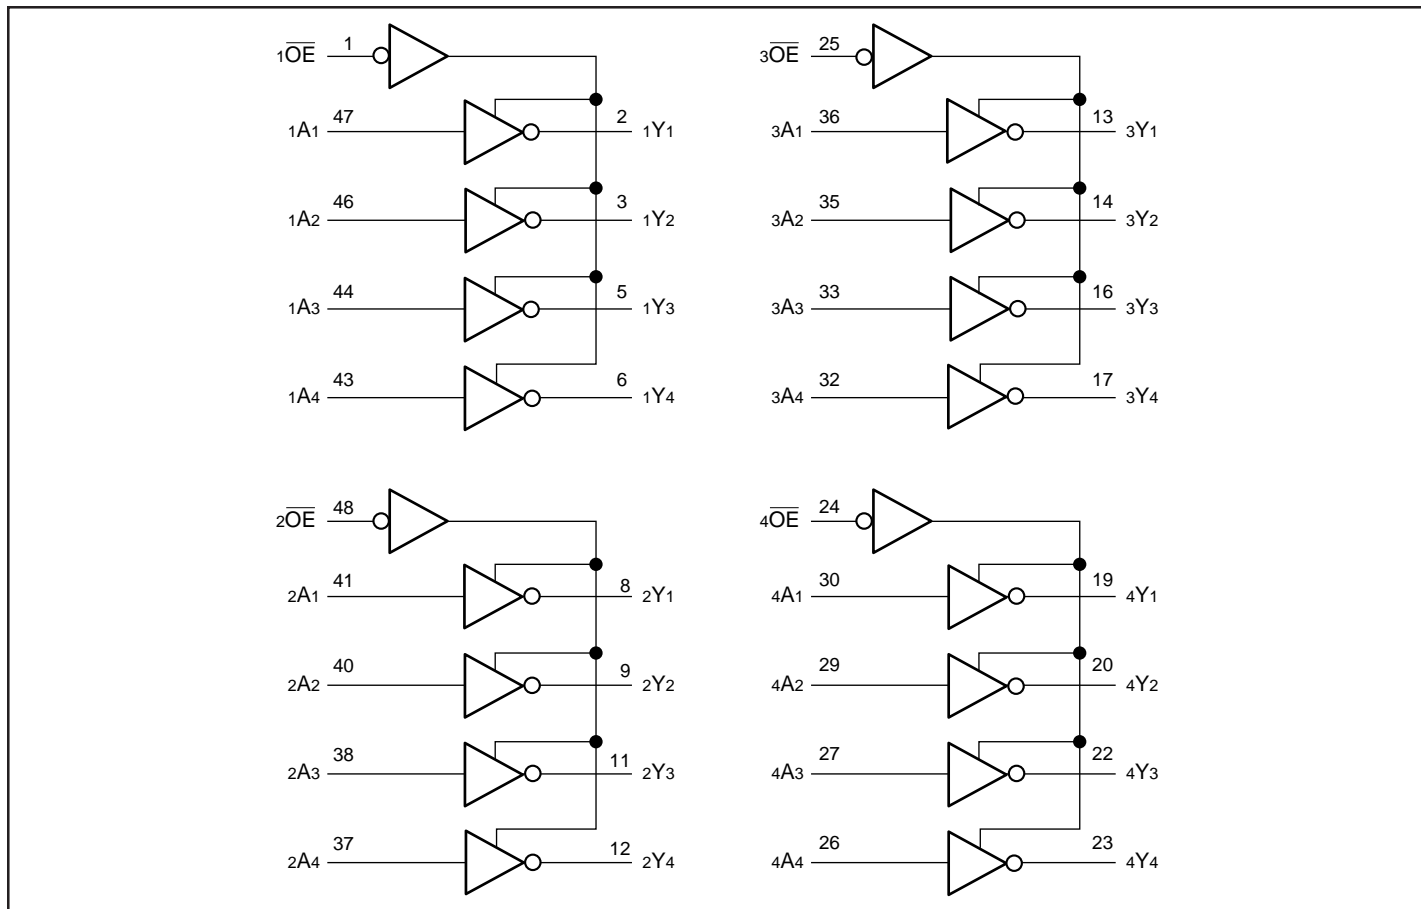 1OE 1
1A1 47 2 1Y1
1A2 46 3 1Y2
1A3 44 5 1Y3
1A4 43 6 1Y4
3OE 25
3A1 36 13 3Y1
3A2 35 14 3Y2
3A3 33 16 3Y3
3A4 32 17 3Y4
2OE 48
2A1 41 8 2Y1
2A2 40 9 2Y2
2A3 38 11 2Y3
2A4 37 12 2Y4
4OE 24
4A1 30 19 4Y1
4A2 29 20 4Y2
4A3 27 22 4Y3
4A4 26 23 4Y4